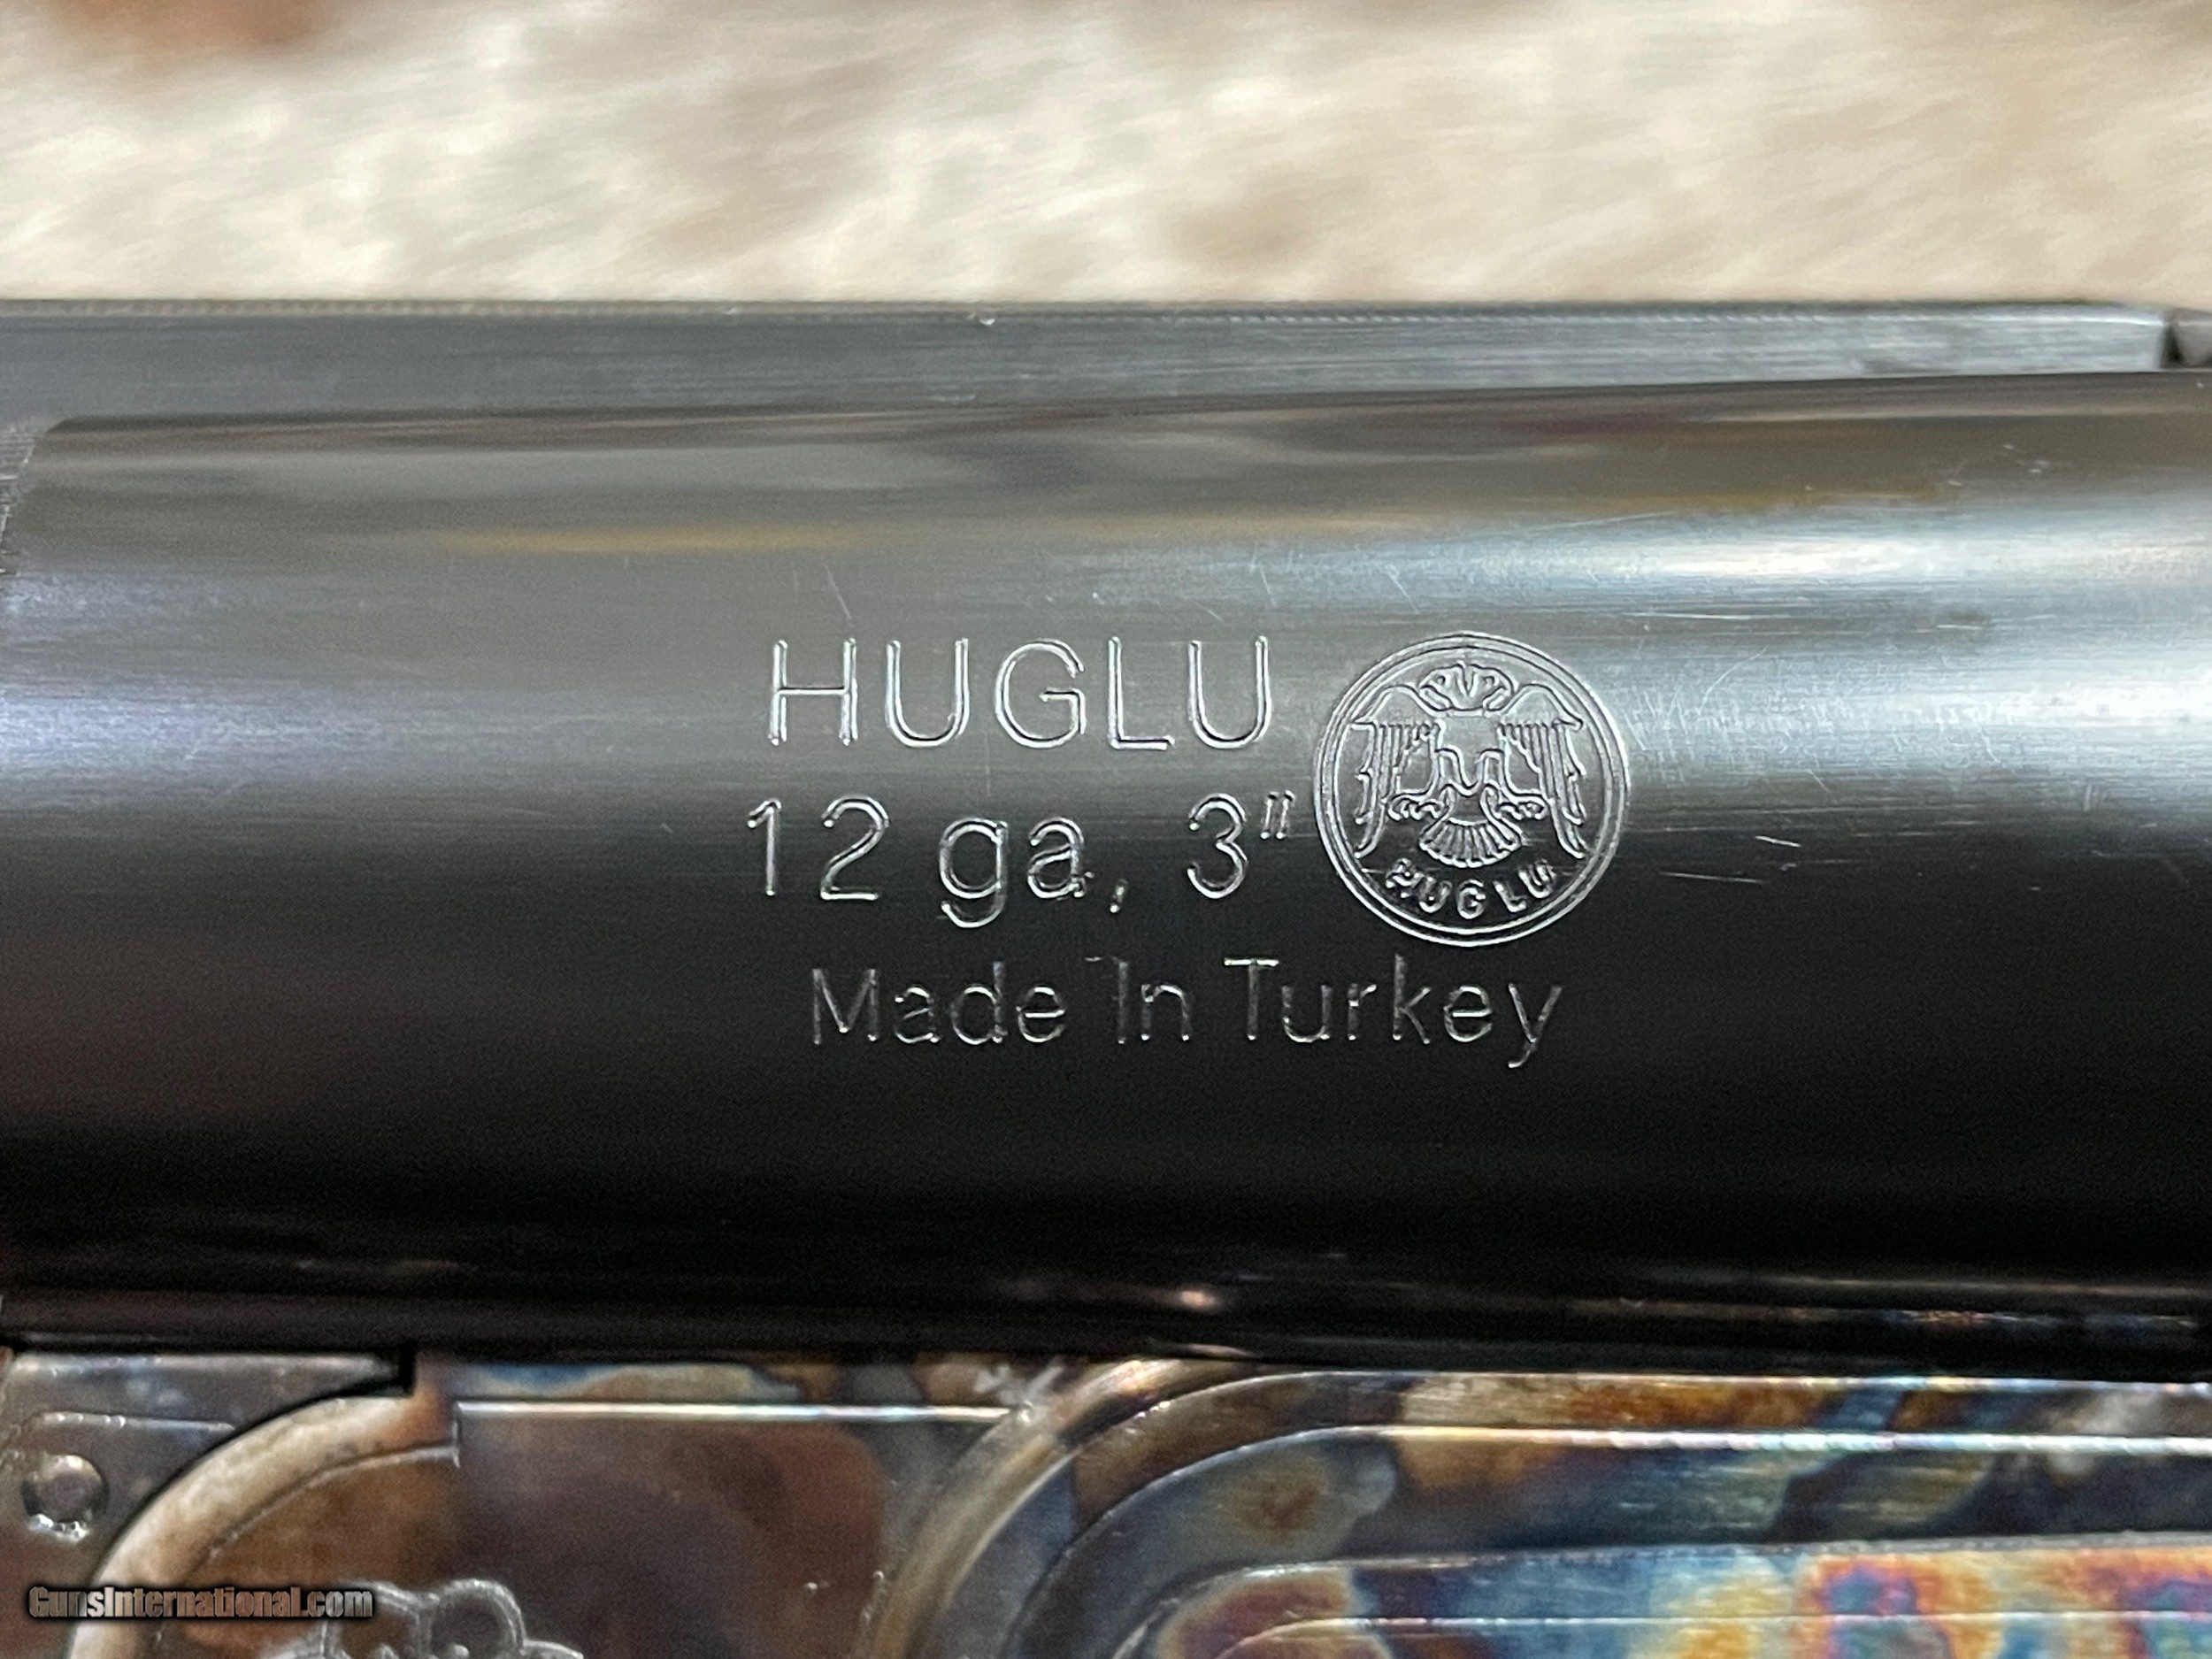 HUGLU
12 ga, 3"
HUGLU
Made In Turkey
GunsInternational.com